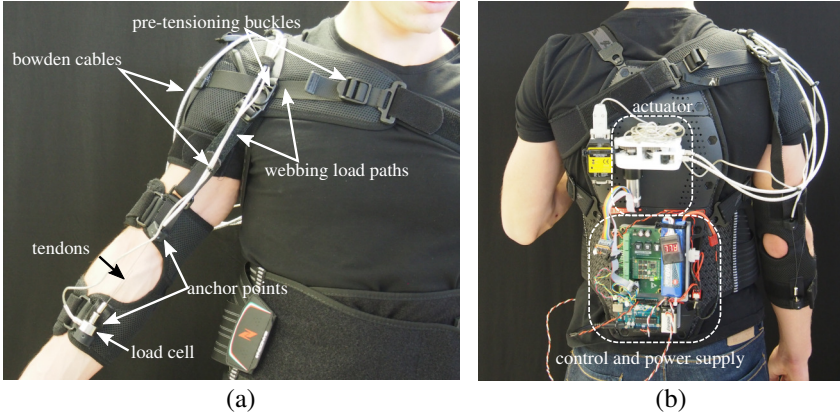 pre-tensioning buckles
bowden cables
webbing load paths
tendons
anchor points
load cell
actuator
control and power supply
(a)
(b)